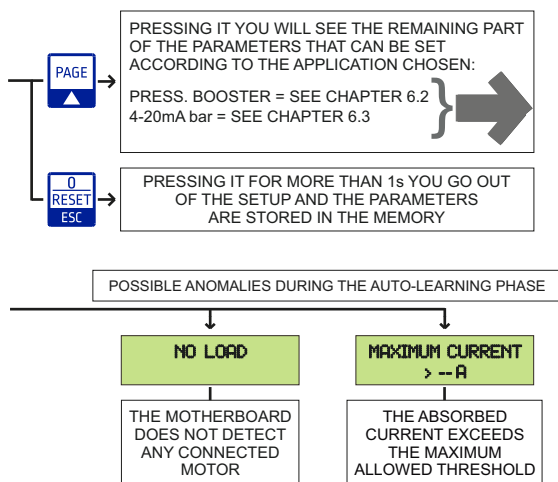 PAGE
PRESSING IT YOU WILL SEE THE REMAINING PART
OF THE PARAMETERS THAT CAN BE SET
ACCORDING TO THE APPLICATION CHOSEN:
PRESS. BOOSTER = SEE CHAPTER 6.2
4-20mA bar = SEE CHAPTER 6.3
0
RESET
ESC
PRESSING IT FOR MORE THAN 1s YOU GO OUT
OF THE SETUP AND THE PARAMETERS
ARE STORED IN THE MEMORY
POSSIBLE ANOMALIES DURING THE AUTO-LEARNING PHASE
NO LOAD
THE MOTHERBOARD
DOES NOT DETECT
ANY CONNECTED
MOTOR
MAXIMUM CURRENT
> -- A
THE ABSORBED
CURRENT EXCEEDS
THE MAXIMUM
ALLOWED THRESHOLD